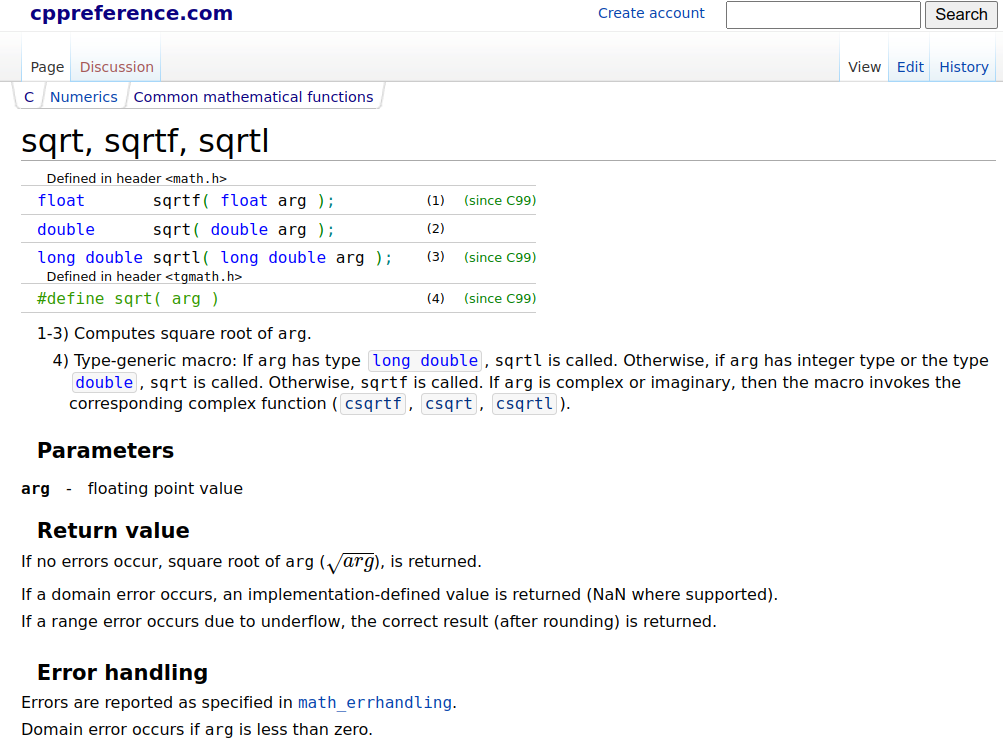 cppreference.com Create account Search
Page Discussion View Edit History
C Numerics Common mathematical functions
sqrt, sqrtf, sqrtl
Defined in header <math.h>
float sqrtf( float arg ); (1) (since C99)
double sqrt( double arg ); (2)
long double sqrtl( long double arg ); (3) (since C99)
Defined in header <tgmath.h>
#define sqrt( arg ) (4) (since C99)
1-3) Computes square root of arg.
4) Type-generic macro: If arg has type long double, sqrtl is called. Otherwise, if arg has integer type or the type
double, sqrt is called. Otherwise, sqrtf is called. If arg is complex or imaginary, then the macro invokes the
corresponding complex function (csqrtf, csqrt, csqrtl).
Parameters
arg - floating point value
Return value
If no errors occur, square root of arg (√arg), is returned.
If a domain error occurs, an implementation-defined value is returned (NaN where supported).
If a range error occurs due to underflow, the correct result (after rounding) is returned.
Error handling
Errors are reported as specified in math_errhandling.
Domain error occurs if arg is less than zero.